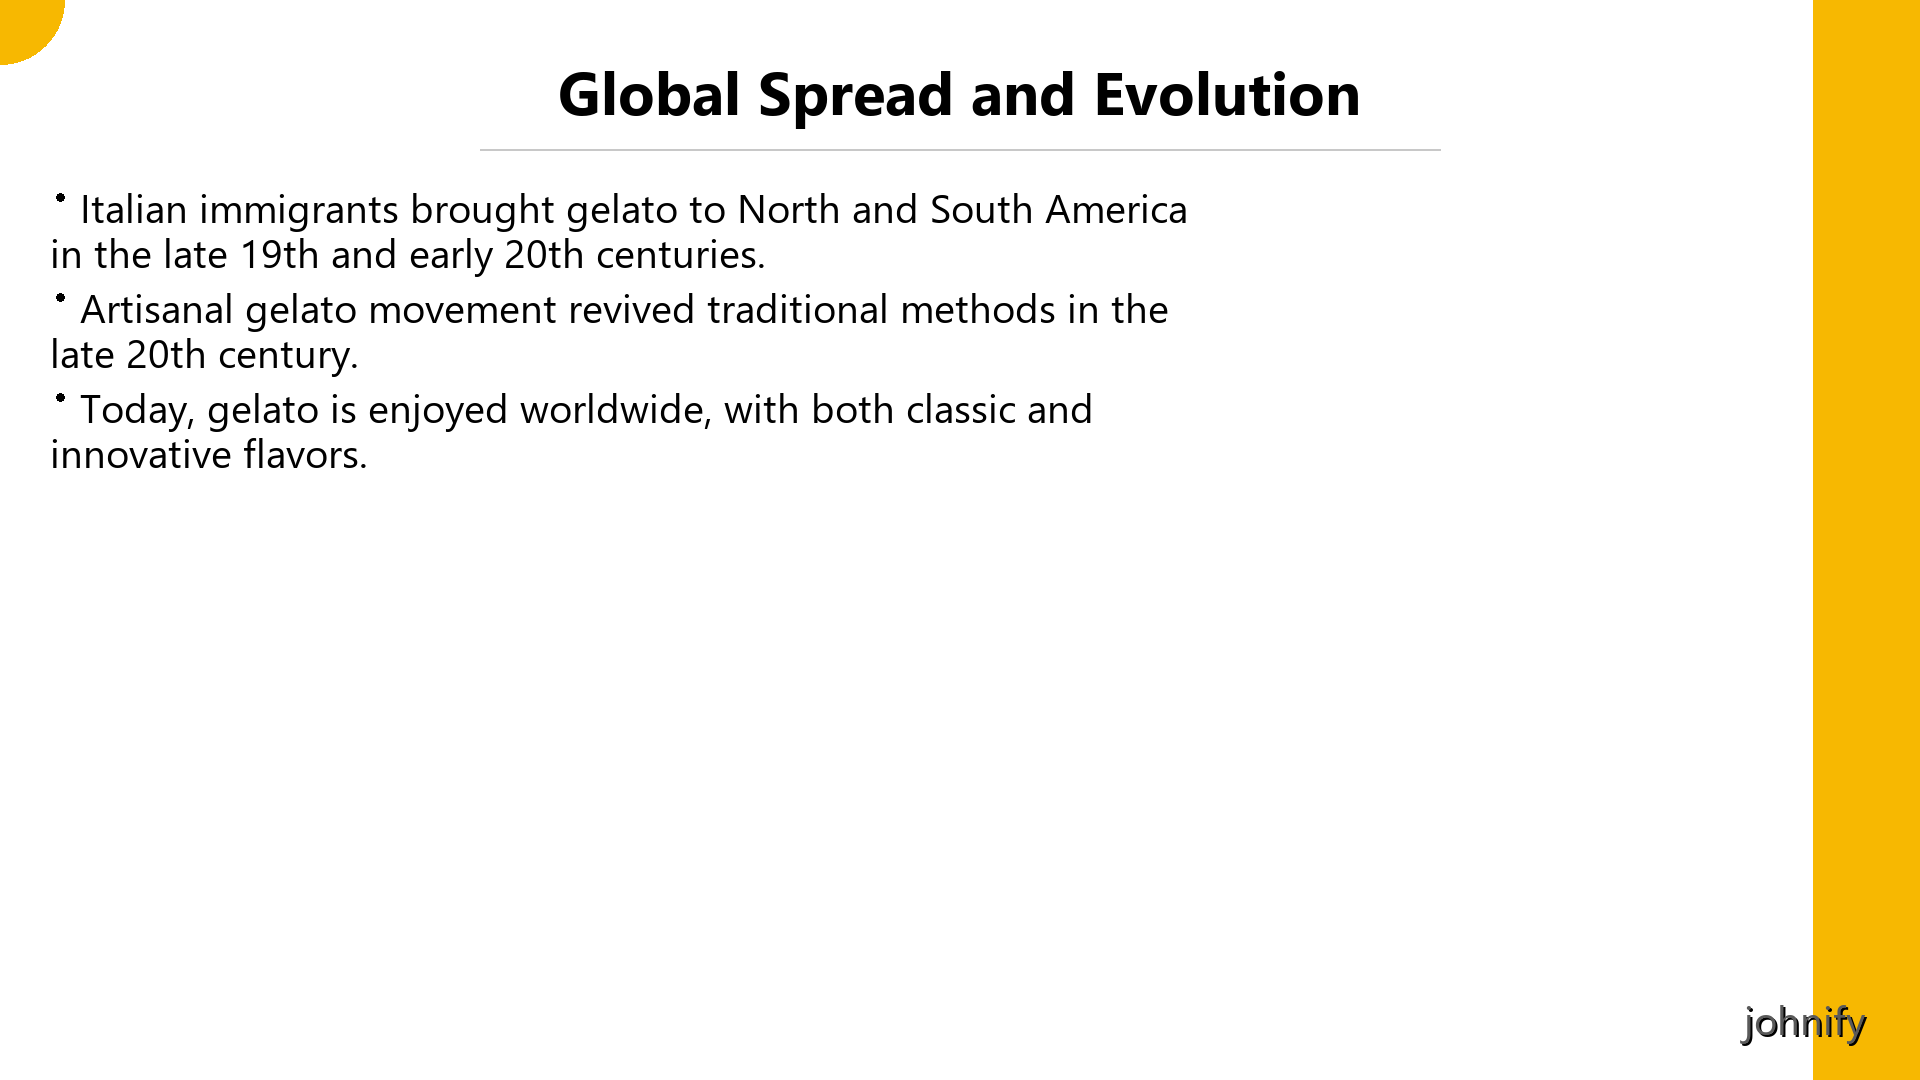 Global Spread and Evolution
• Italian immigrants brought gelato to North and South America
in the late 19th and early 20th centuries.
• Artisanal gelato movement revived traditional methods in the
late 20th century.
• Today, gelato is enjoyed worldwide, with both classic and
innovative flavors.
johnify